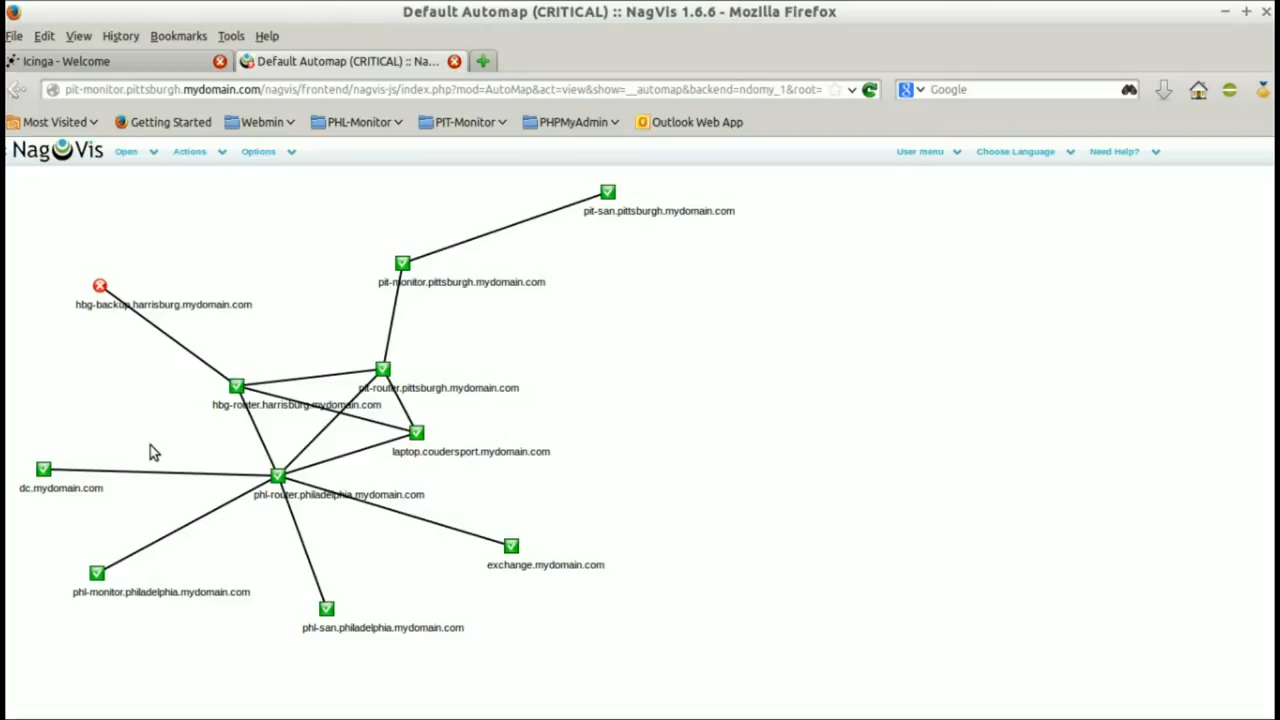 Default Automap (CRITICAL) :: NagVis 1.6.6 - Mozilla Firefox
File Edit View History Bookmarks Tools Help
Icinga - Welcome Default Automap (CRITICAL) :: Na...
pit-monitor.pittsburgh.mydomain.com/nagvis/frontend/nagvis-js/index.php?mod=AutoMap&act=view&show=__automap&backend=ndomy_1&root= Google
Most Visited Getting Started Webmin PHL-Monitor PIT-Monitor PHPMyAdmin Outlook Web App
NagVis Open Actions Options User menu Choose Language Need Help?
pit-san.pittsburgh.mydomain.com
pit-monitor.pittsburgh.mydomain.com
hbg-backup.harrisburg.mydomain.com
pit-router.pittsburgh.mydomain.com
hbg-router.harrisburg.mydomain.com
laptop.coudersport.mydomain.com
dc.mydomain.com
phl-router.philadelphia.mydomain.com
exchange.mydomain.com
phl-monitor.philadelphia.mydomain.com
phl-san.philadelphia.mydomain.com